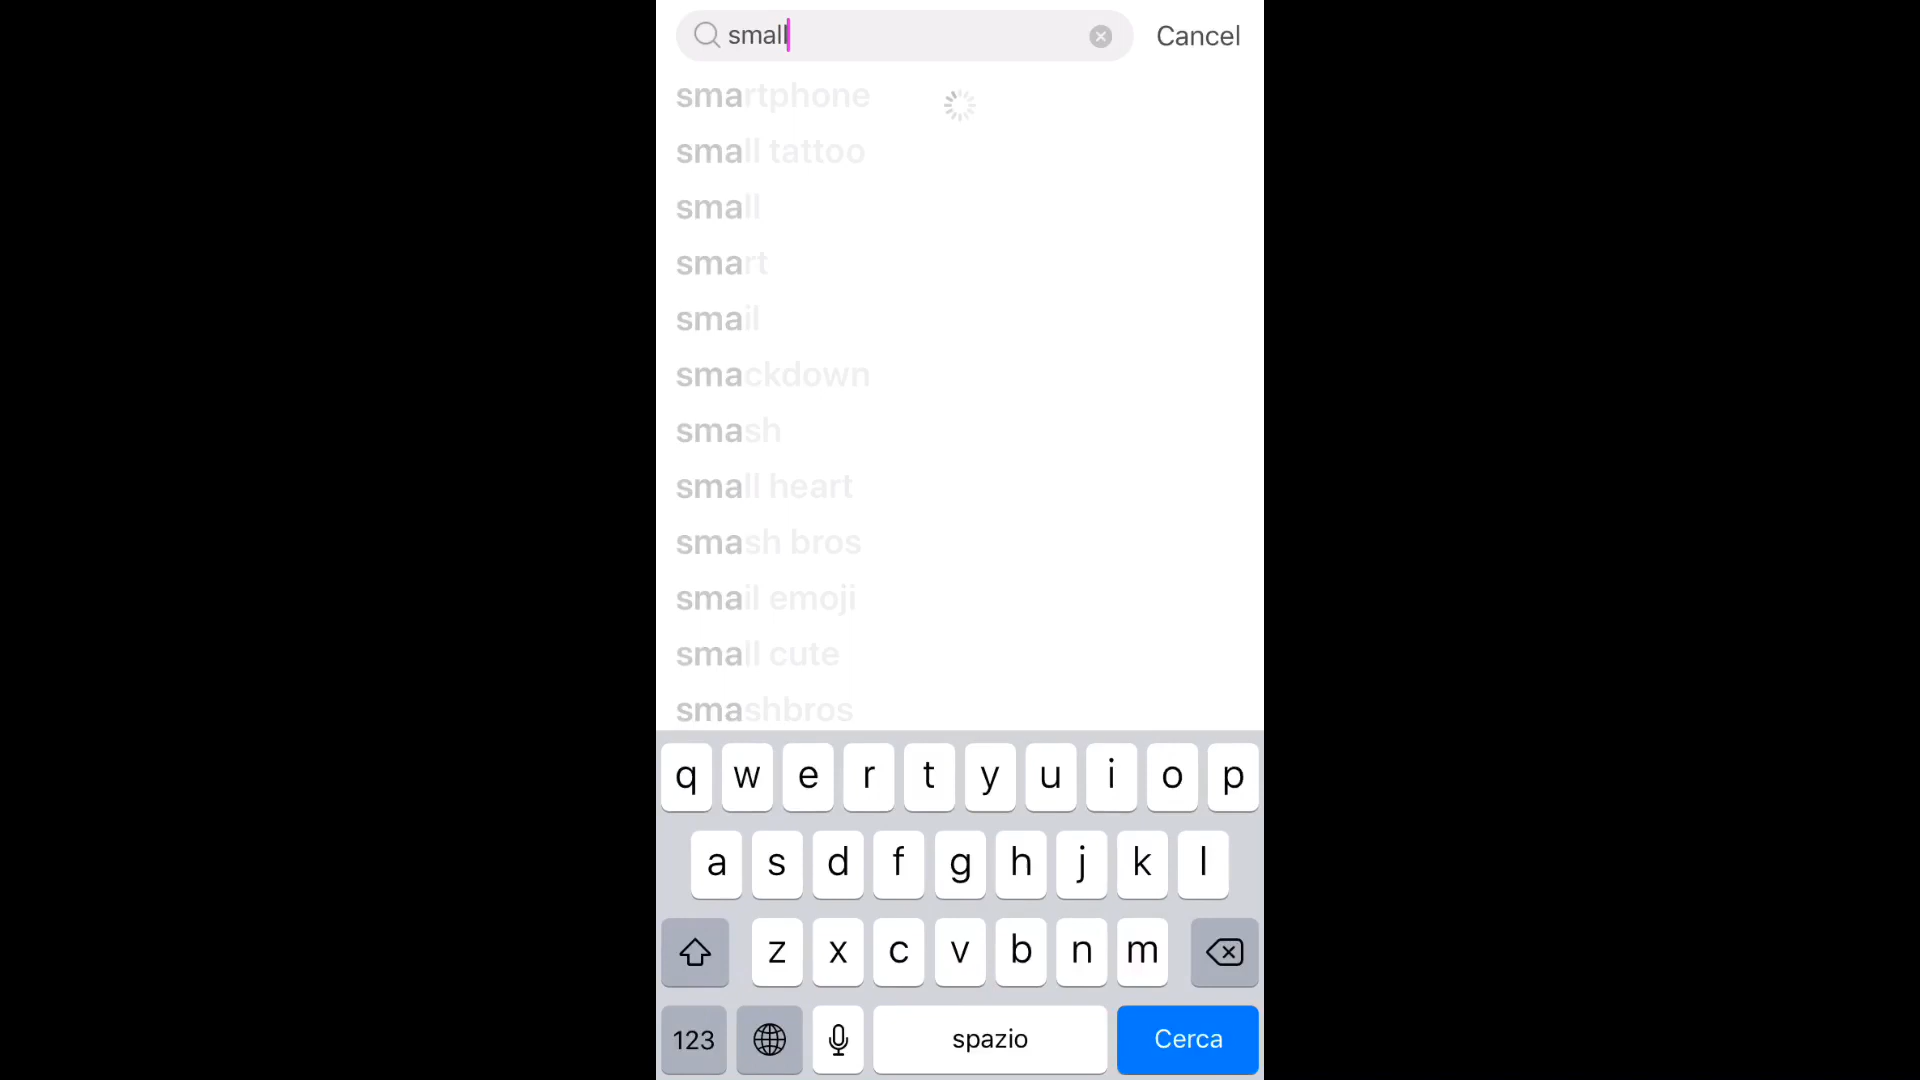 small
Cancel
smartphone
small tattoo
small
smart
smail
smackdown
smash
small heart
smash bros
smail emoji
small cute
smashbros
q w e r t y u i o p
a s d f g h j k l
z x c v b n m
123 spazio Cerca